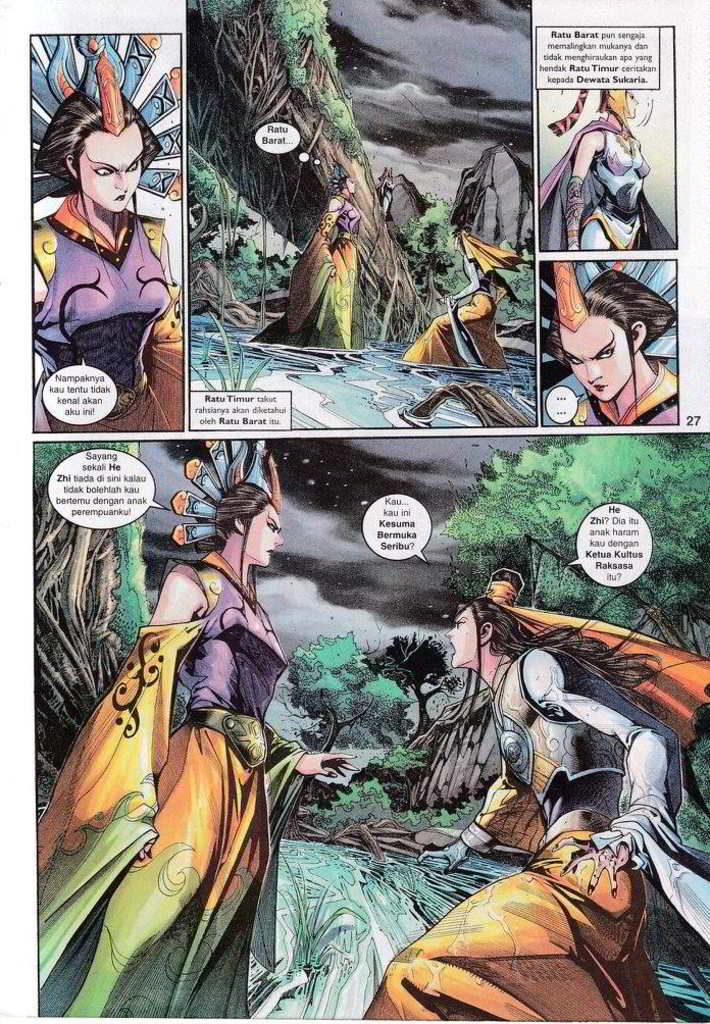 Nampaknya
kau tentu tidak
kenal akan
aku ini!
Ratu
Barat...
Ratu Timur takut
rahsianya akan diketahui
oleh Ratu Barat itu.
Ratu Barat pun sengaja
memalingkan mukanya dan
tidak menghiraukan apa yang
hendak Ratu Timur ceritakan
kepada Dewata Sukaria.
...
...
27
Sayang
sekali He
Zhi tiada di sini kalau
tidak bolehlah kau
bertemu dengan anak
perempuanku!
Kau...
kau ini
Kesuma
Bermuka
Seribu?
He
Zhi? Dia itu
anak haram
kau dengan
Ketua Kultus
Raksasa
itu?